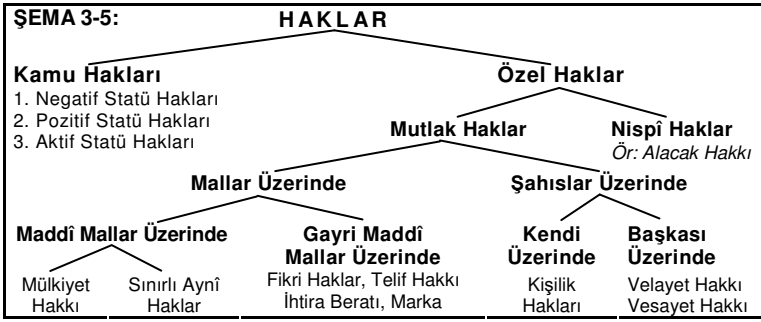 ŞEMA 3-5:
HAKLAR
Kamu Hakları
1. Negatif Statü Hakları
2. Pozitif Statü Hakları
3. Aktif Statü Hakları
Özel Haklar
Mutlak Haklar
Nispî Haklar
Ör: Alacak Hakkı
Mallar Üzerinde
Şahıslar Üzerinde
Maddî Mallar Üzerinde
Mülkiyet
Hakkı
Sınırlı Aynî
Haklar
Gayri Maddî
Mallar Üzerinde
Fikri Haklar, Telif Hakkı
İhtira Beratı, Marka
Kendi
Üzerinde
Kişilik
Hakları
Başkası
Üzerinde
Velayet Hakkı
Vesayet Hakkı